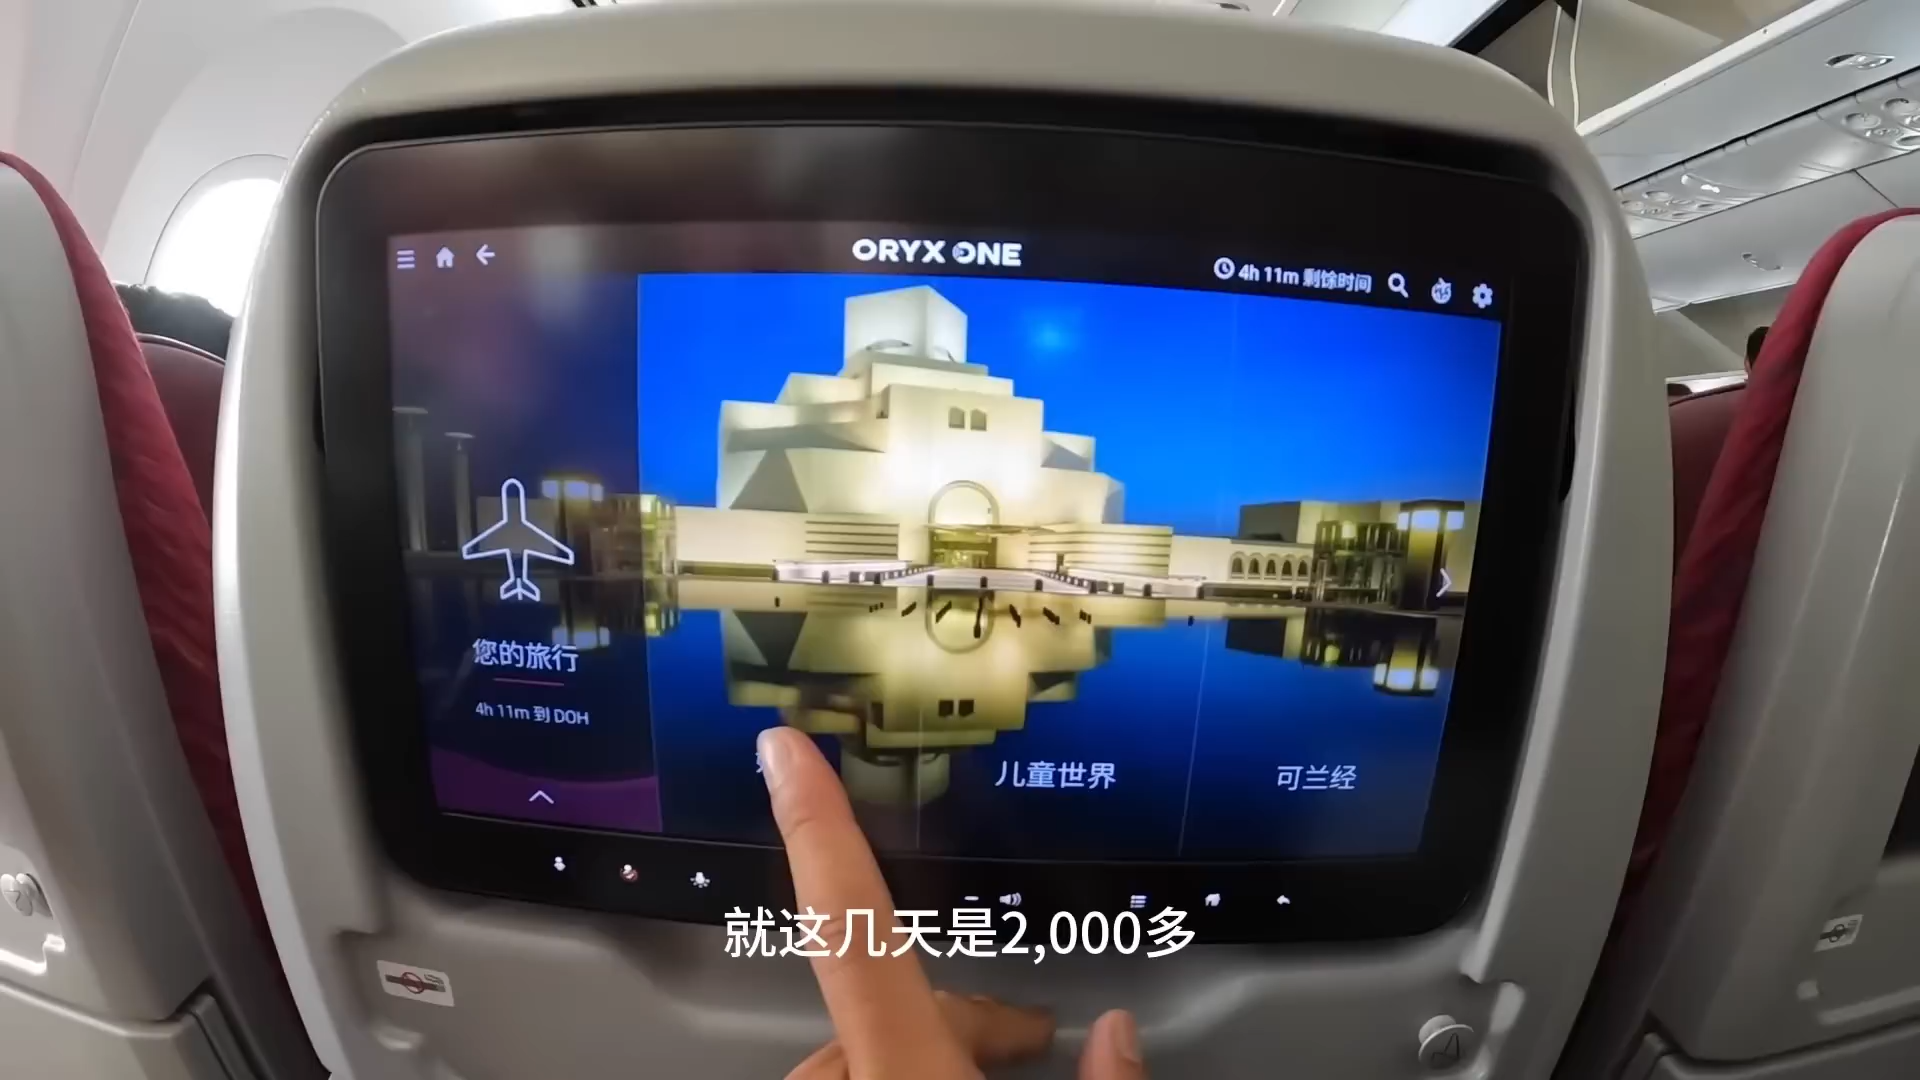 ORYX ONE
4h 11m 剩馀时间
您的旅行
4h 11m 到 DOH
儿童世界
可兰经
就这几天是2,000多